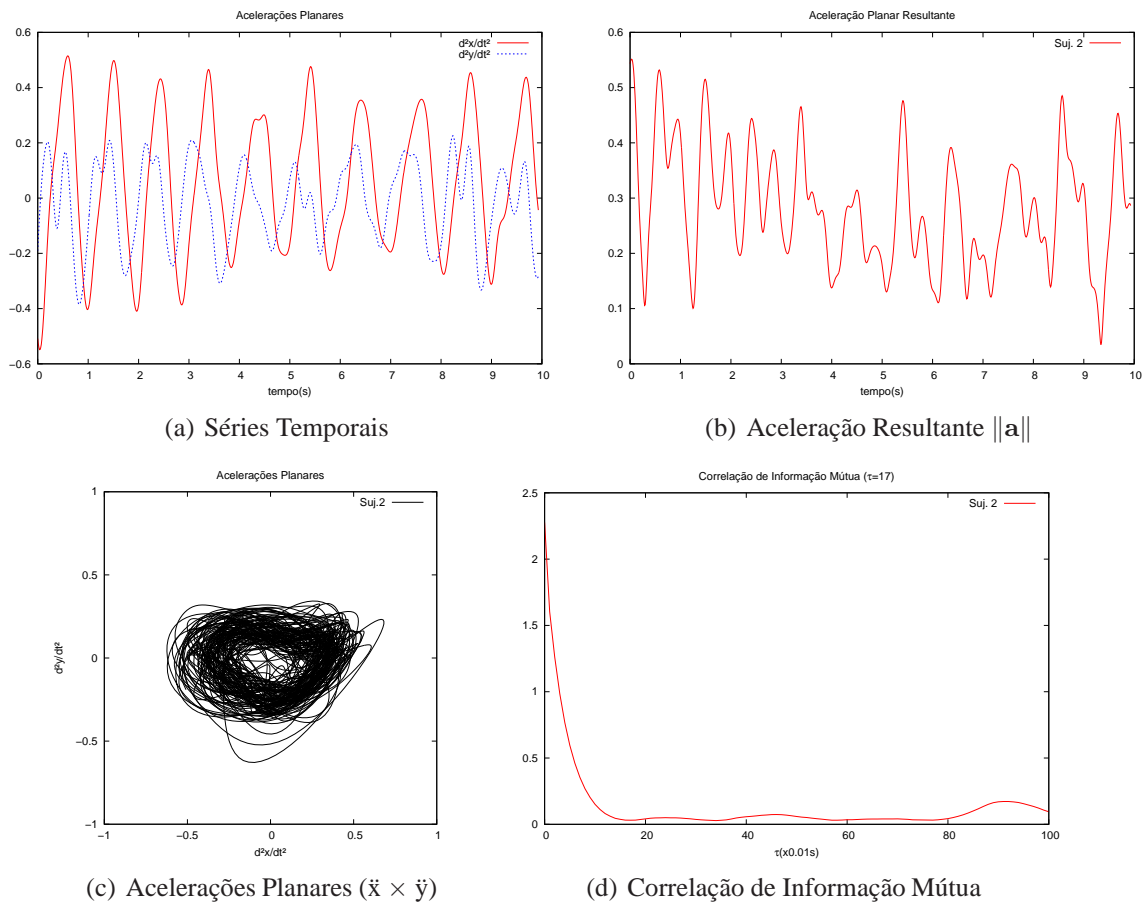 Acelerações Planares
d²x/dt²
d²y/dt²
0.6
0.4
0.2
0
−0.2
−0.4
−0.6
0 1 2 3 4 5 6 7 8 9 10
tempo(s)
(a) Séries Temporais
Aceleração Planar Resultante
Suj. 2
0.6
0.5
0.4
0.3
0.2
0.1
0
0 1 2 3 4 5 6 7 8 9 10
tempo(s)
(b) Aceleração Resultante ‖a‖
Acelerações Planares
Suj.2
1
0.5
0
−0.5
−1
d²y/dt²
−1 −0.5 0 0.5 1
d²x/dt²
(c) Acelerações Planares (ẍ × ÿ)
Correlação de Informação Mútua (τ=17)
Suj. 2
2.5
2
1.5
1
0.5
0
0 20 40 60 80 100
τ(x0.01s)
(d) Correlação de Informação Mútua